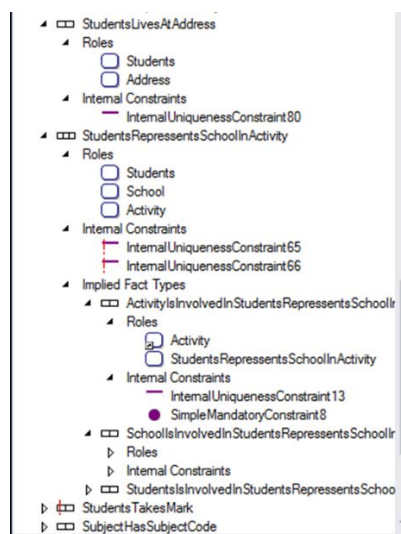 StudentsLivesAtAddress
Roles
Students
Address
Internal Constraints
InternalUniquenessConstraint80
StudentsRepressentsSchoolInActivity
Roles
Students
School
Activity
Internal Constraints
InternalUniquenessConstraint65
InternalUniquenessConstraint66
Implied Fact Types
ActivityIsInvolvedInStudentsRepressentsSchoolIr
Roles
Activity
StudentsRepressentsSchoolInActivity
Internal Constraints
InternalUniquenessConstraint13
SimpleMandatoryConstraint8
SchoolIsInvolvedInStudentsRepressentsSchoolIr
Roles
Internal Constraints
StudentsIsInvolvedInStudentsRepressentsSchoo
StudentsTakesMark
SubjectHasSubjectCode